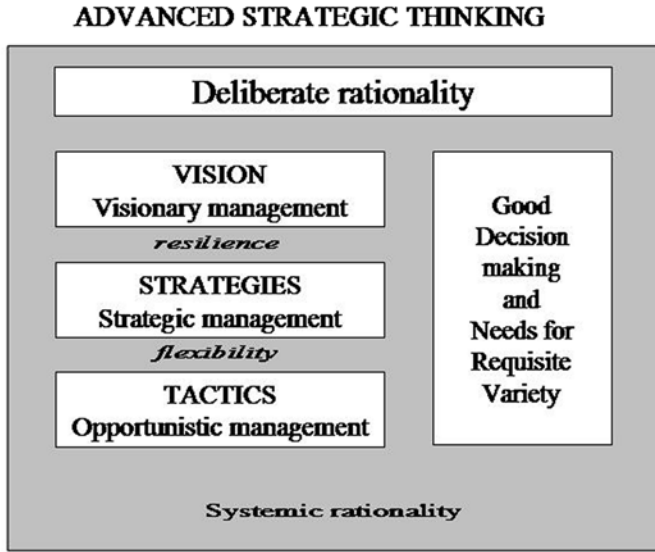 ADVANCED STRATEGIC THINKING
Deliberate rationality
VISION
Visionary management
resilience
STRATEGIES
Strategic management
flexibility
TACTICS
Opportunistic management
Good
Decision
making
and
Needs for
Requisite
Variety
Systemic rationality